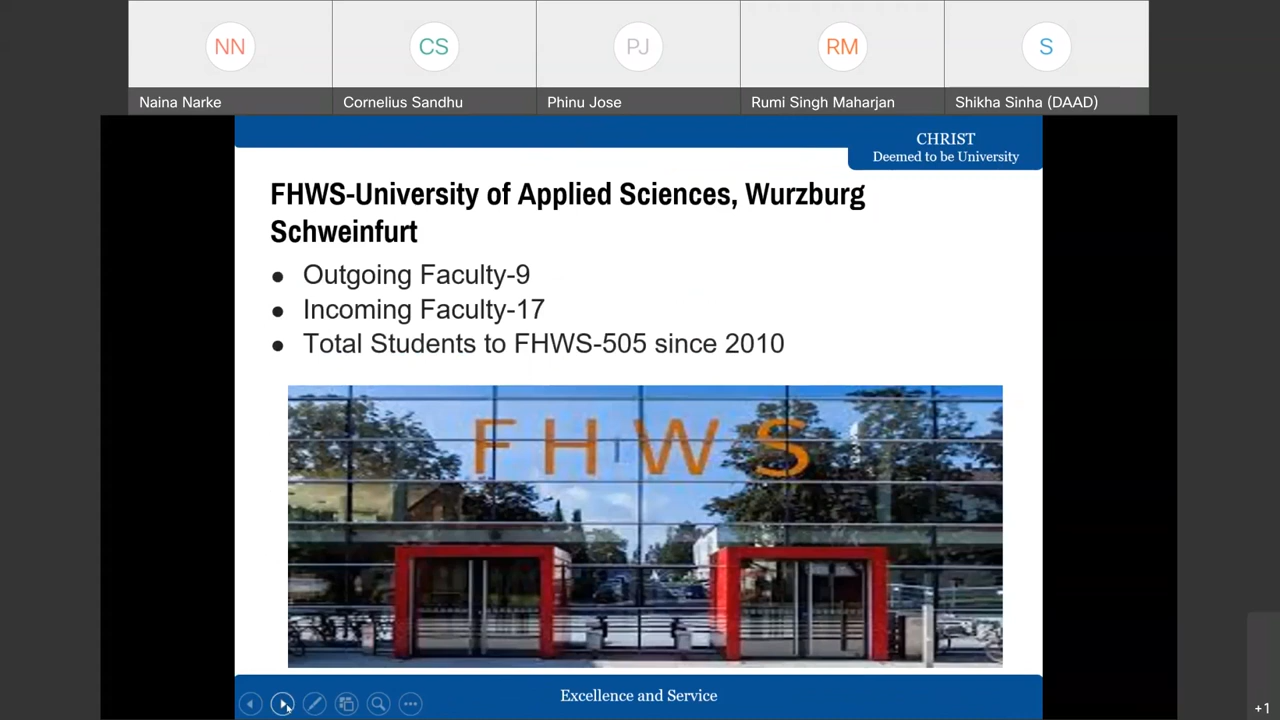 NN
CS
PJ
RM
S
Naina Narke
Cornelius Sandhu
Phinu Jose
Rumi Singh Maharjan
Shikha Sinha (DAAD)
CHRIST
Deemed to be University
FHWS-University of Applied Sciences, Wurzburg
Schweinfurt
● Outgoing Faculty-9
● Incoming Faculty-17
● Total Students to FHWS-505 since 2010
FHWS
Excellence and Service
+1